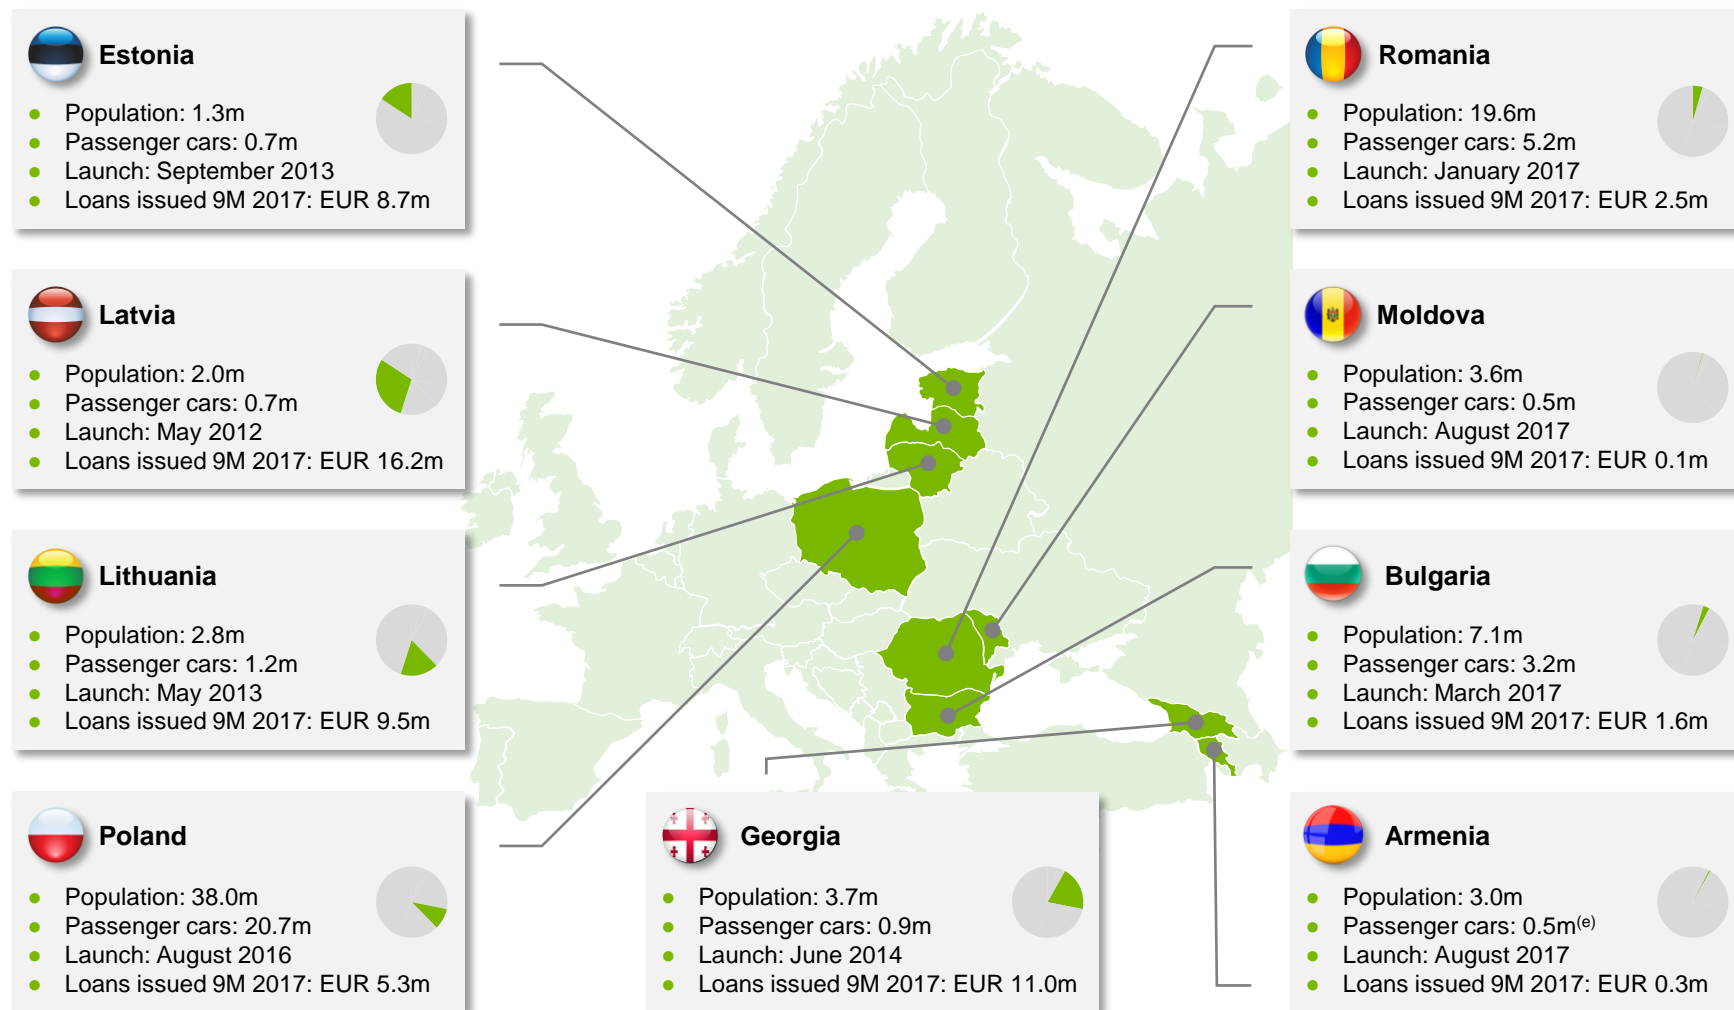 Estonia
Population: 1.3m
Passenger cars: 0.7m
Launch: September 2013
Loans issued 9M 2017: EUR 8.7m
Latvia
Population: 2.0m
Passenger cars: 0.7m
Launch: May 2012
Loans issued 9M 2017: EUR 16.2m
Lithuania
Population: 2.8m
Passenger cars: 1.2m
Launch: May 2013
Loans issued 9M 2017: EUR 9.5m
Poland
Population: 38.0m
Passenger cars: 20.7m
Launch: August 2016
Loans issued 9M 2017: EUR 5.3m
Georgia
Population: 3.7m
Passenger cars: 0.9m
Launch: June 2014
Loans issued 9M 2017: EUR 11.0m
Romania
Population: 19.6m
Passenger cars: 5.2m
Launch: January 2017
Loans issued 9M 2017: EUR 2.5m
Moldova
Population: 3.6m
Passenger cars: 0.5m
Launch: August 2017
Loans issued 9M 2017: EUR 0.1m
Bulgaria
Population: 7.1m
Passenger cars: 3.2m
Launch: March 2017
Loans issued 9M 2017: EUR 1.6m
Armenia
Population: 3.0m
Passenger cars: 0.5m(e)
Launch: August 2017
Loans issued 9M 2017: EUR 0.3m